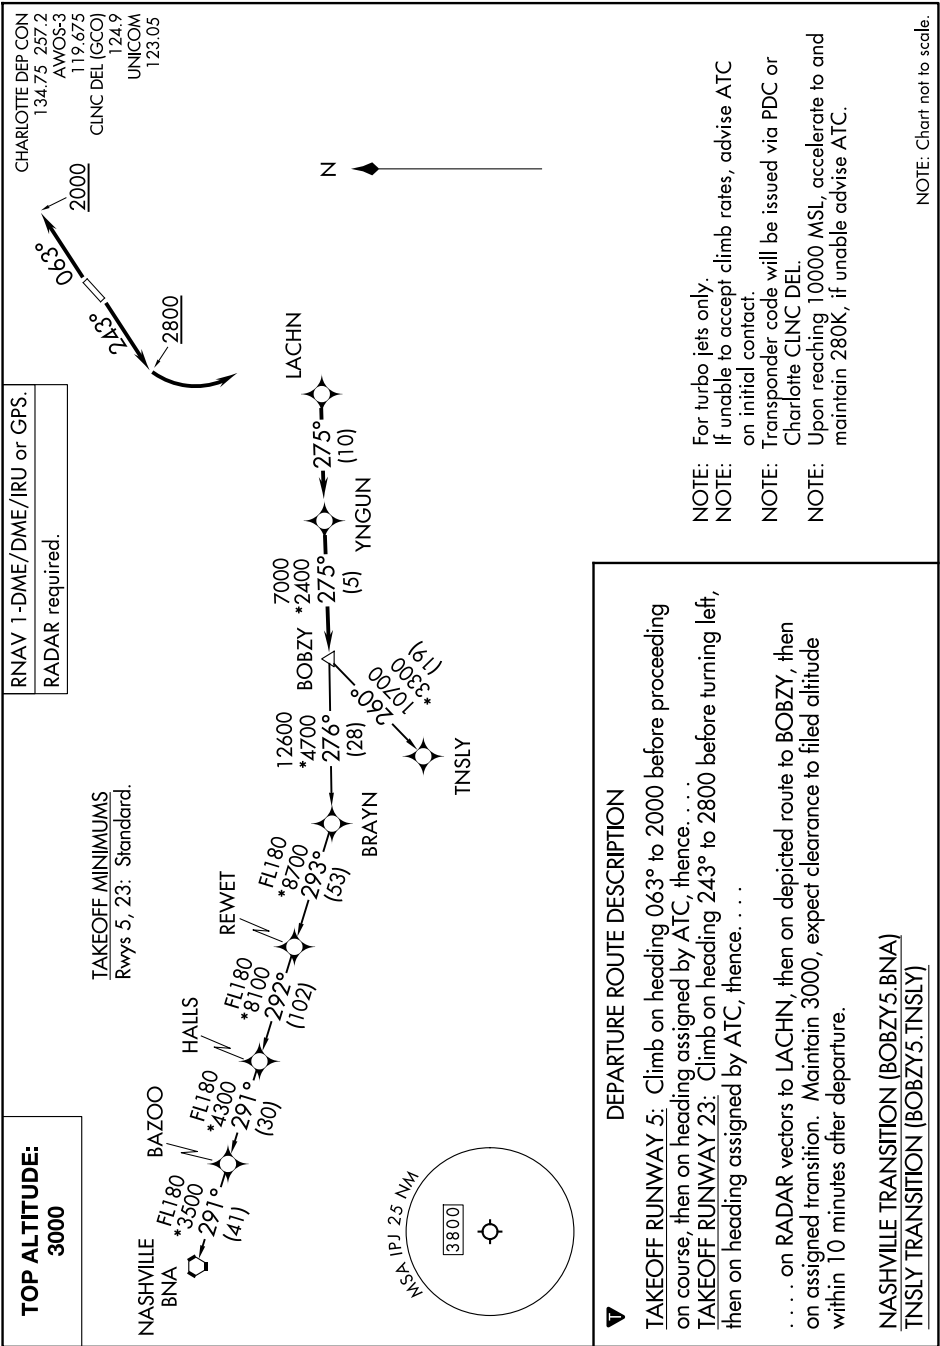 TOP ALTITUDE:
3000
RNAV 1-DME/DME/IRU or GPS.
RADAR required.
CHARLOTTE DEP CON
134.75 257.2
AWOS-3
119.675
CLNC DEL (GCO)
124.9
UNICOM
123.05
TAKEOFF MINIMUMS
Rwys 5, 23: Standard.
063°
2000
243°
2800
N
NASHVILLE
BNA
FL180
*3500
291°
(41)
BAZOO
FL180
*4300
291°
(30)
HALLS
FL180
*8100
292°
(102)
REWET
FL180
*8700
293°
(53)
BRAYN
12600
*4700
276°
(28)
BOBZY
7000
*2400
275°
(5)
YNGUN
275°
(10)
LACHN
260°
10700
*3300
(19)
TNSLY
MSA IPJ 25 NM
3800
T
DEPARTURE ROUTE DESCRIPTION
TAKEOFF RUNWAY 5: Climb on heading 063° to 2000 before proceeding
on course, then on heading assigned by ATC, thence. . . .
TAKEOFF RUNWAY 23: Climb on heading 243° to 2800 before turning left,
then on heading assigned by ATC, thence. . . .
. . . . on RADAR vectors to LACHN, then on depicted route to BOBZY, then
on assigned transition. Maintain 3000, expect clearance to filed altitude
within 10 minutes after departure.
NASHVILLE TRANSITION (BOBZY5.BNA)
TNSLY TRANSITION (BOBZY5.TNSLY)
NOTE: For turbo jets only.
NOTE: If unable to accept climb rates, advise ATC
on initial contact.
NOTE: Transponder code will be issued via PDC or
Charlotte CLNC DEL.
NOTE: Upon reaching 10000 MSL, accelerate to and
maintain 280K, if unable advise ATC.
NOTE: Chart not to scale.